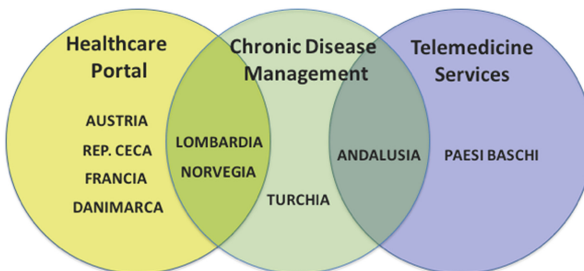 Healthcare
Portal
Chronic Disease
Management
Telemedicine
Services
AUSTRIA
REP. CECA
FRANCIA
DANIMARCA
LOMBARDIA
NORVEGIA
TURCHIA
ANDALUSIA
PAESI BASCHI